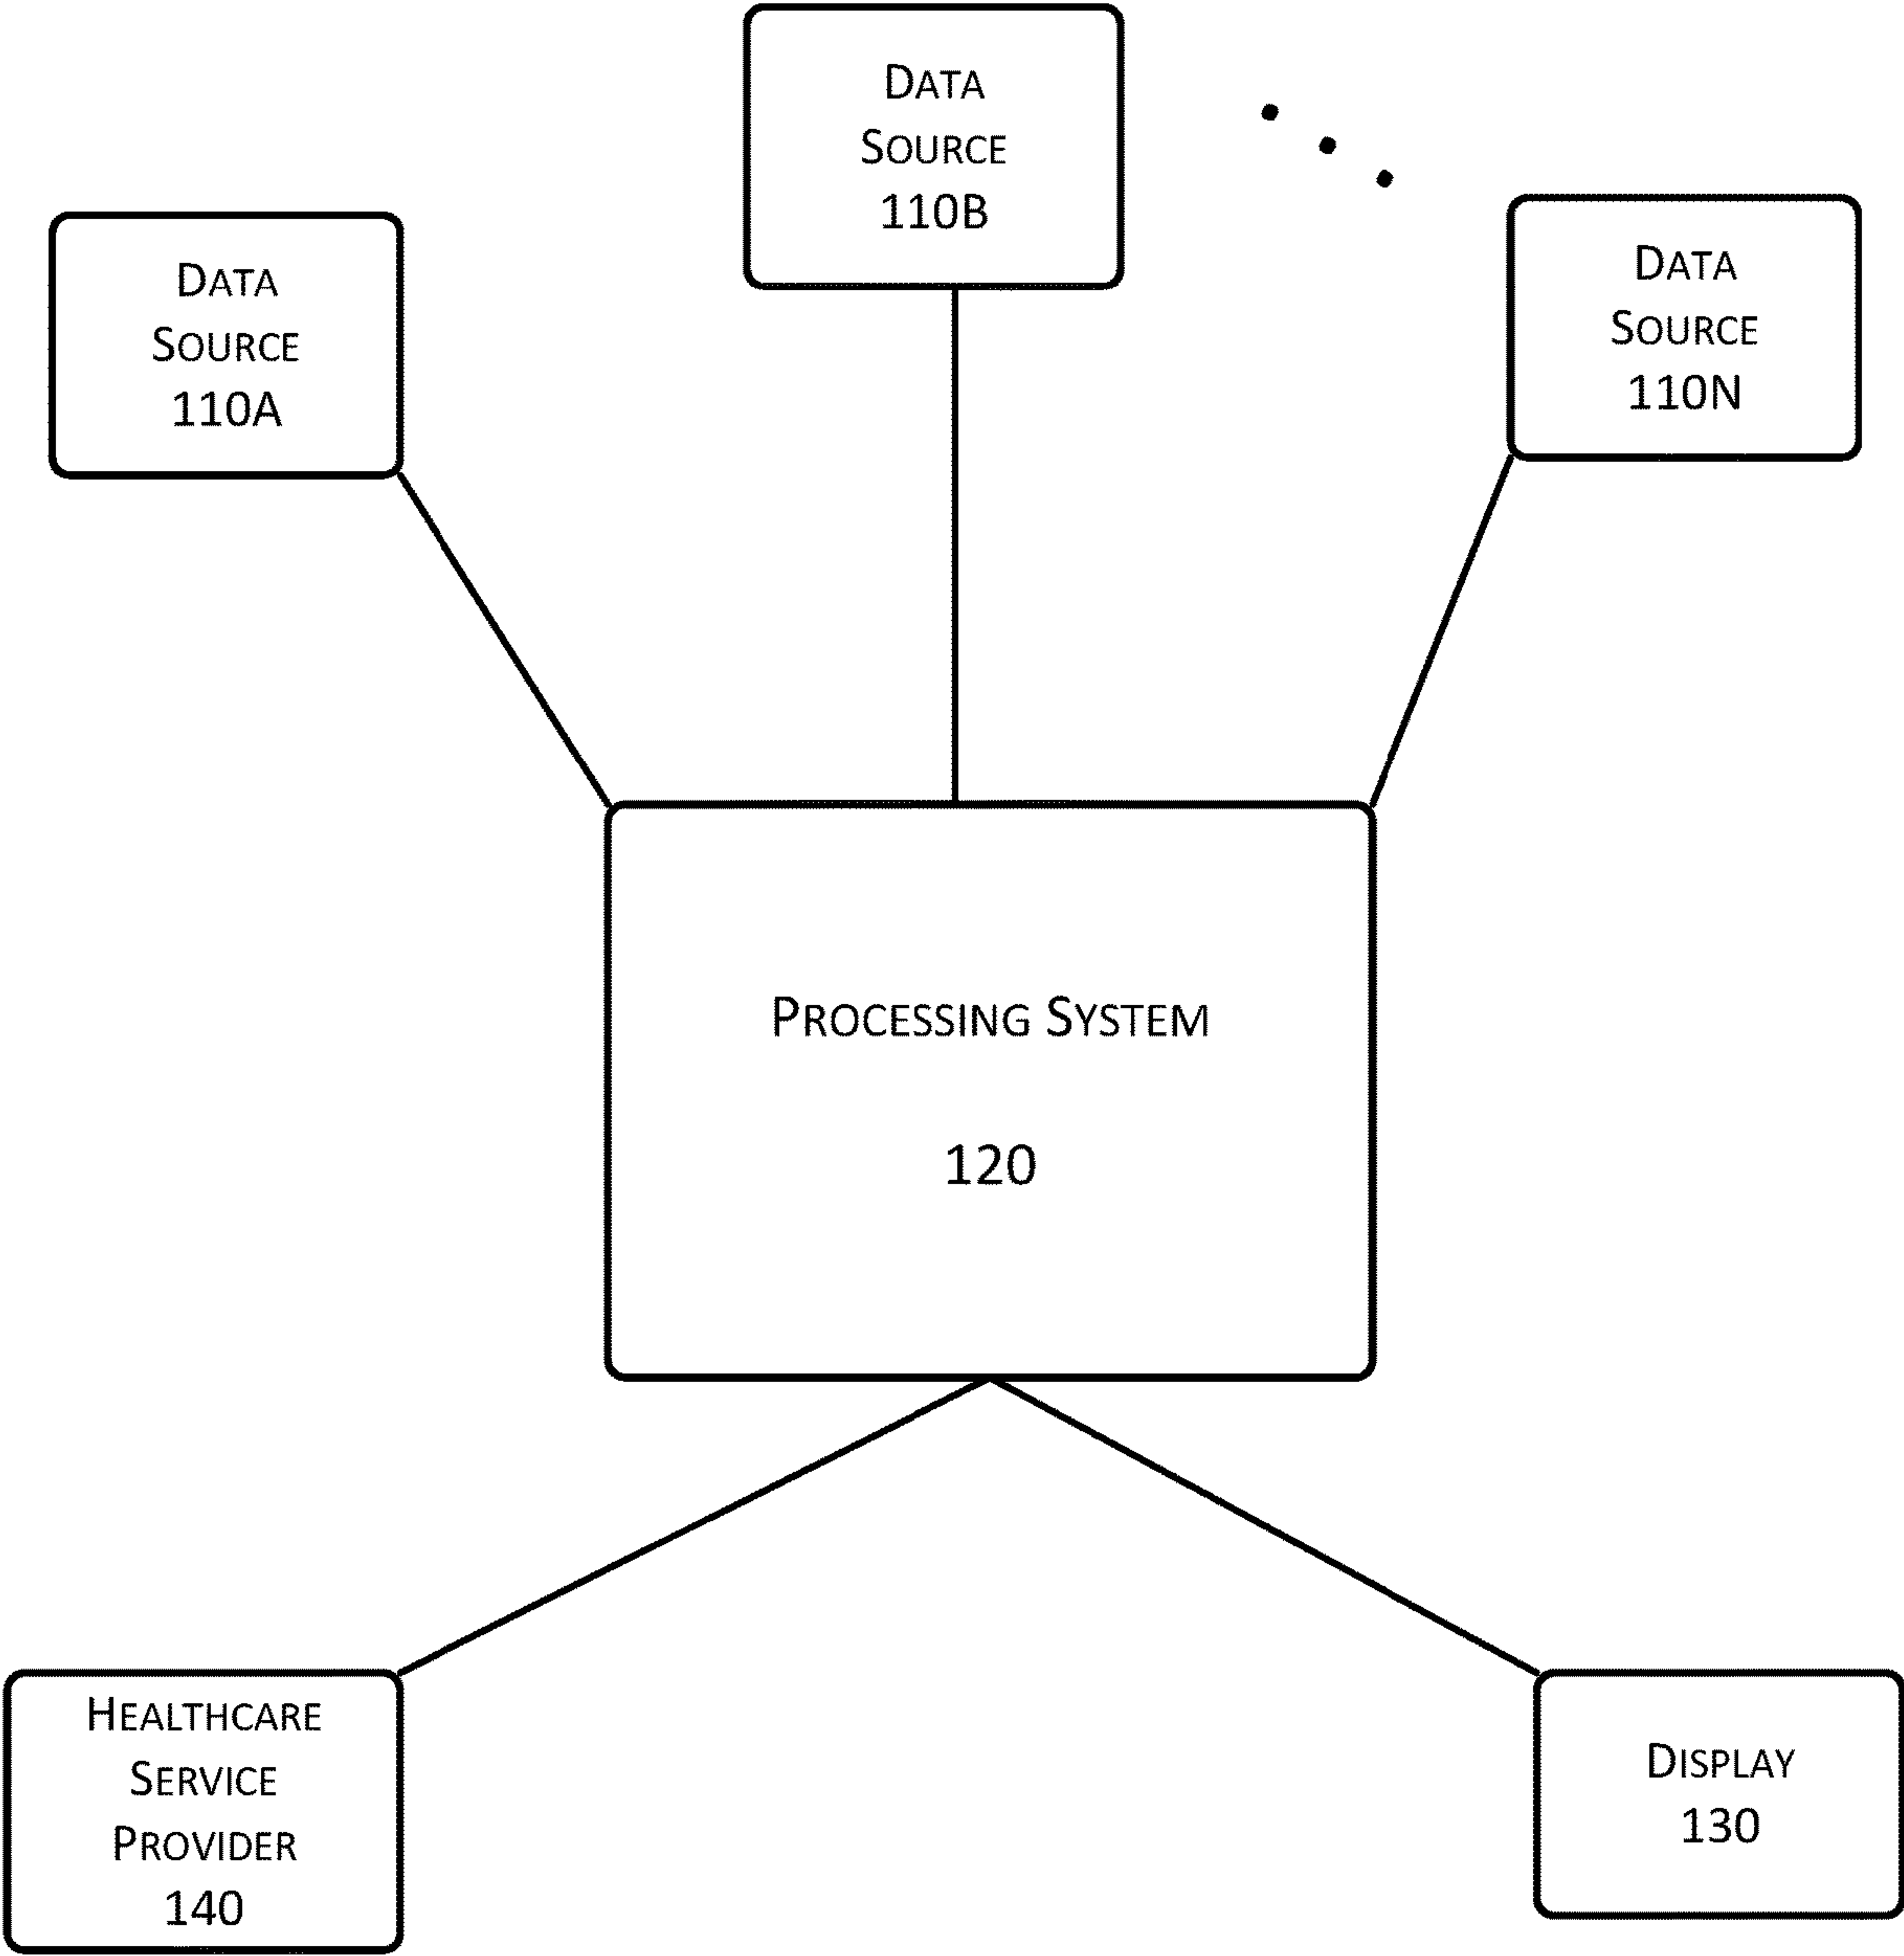 DATA
SOURCE
110B
DATA
SOURCE
110A
DATA
SOURCE
110N
PROCESSING SYSTEM
120
HEALTHCARE
SERVICE
PROVIDER
140
DISPLAY
130